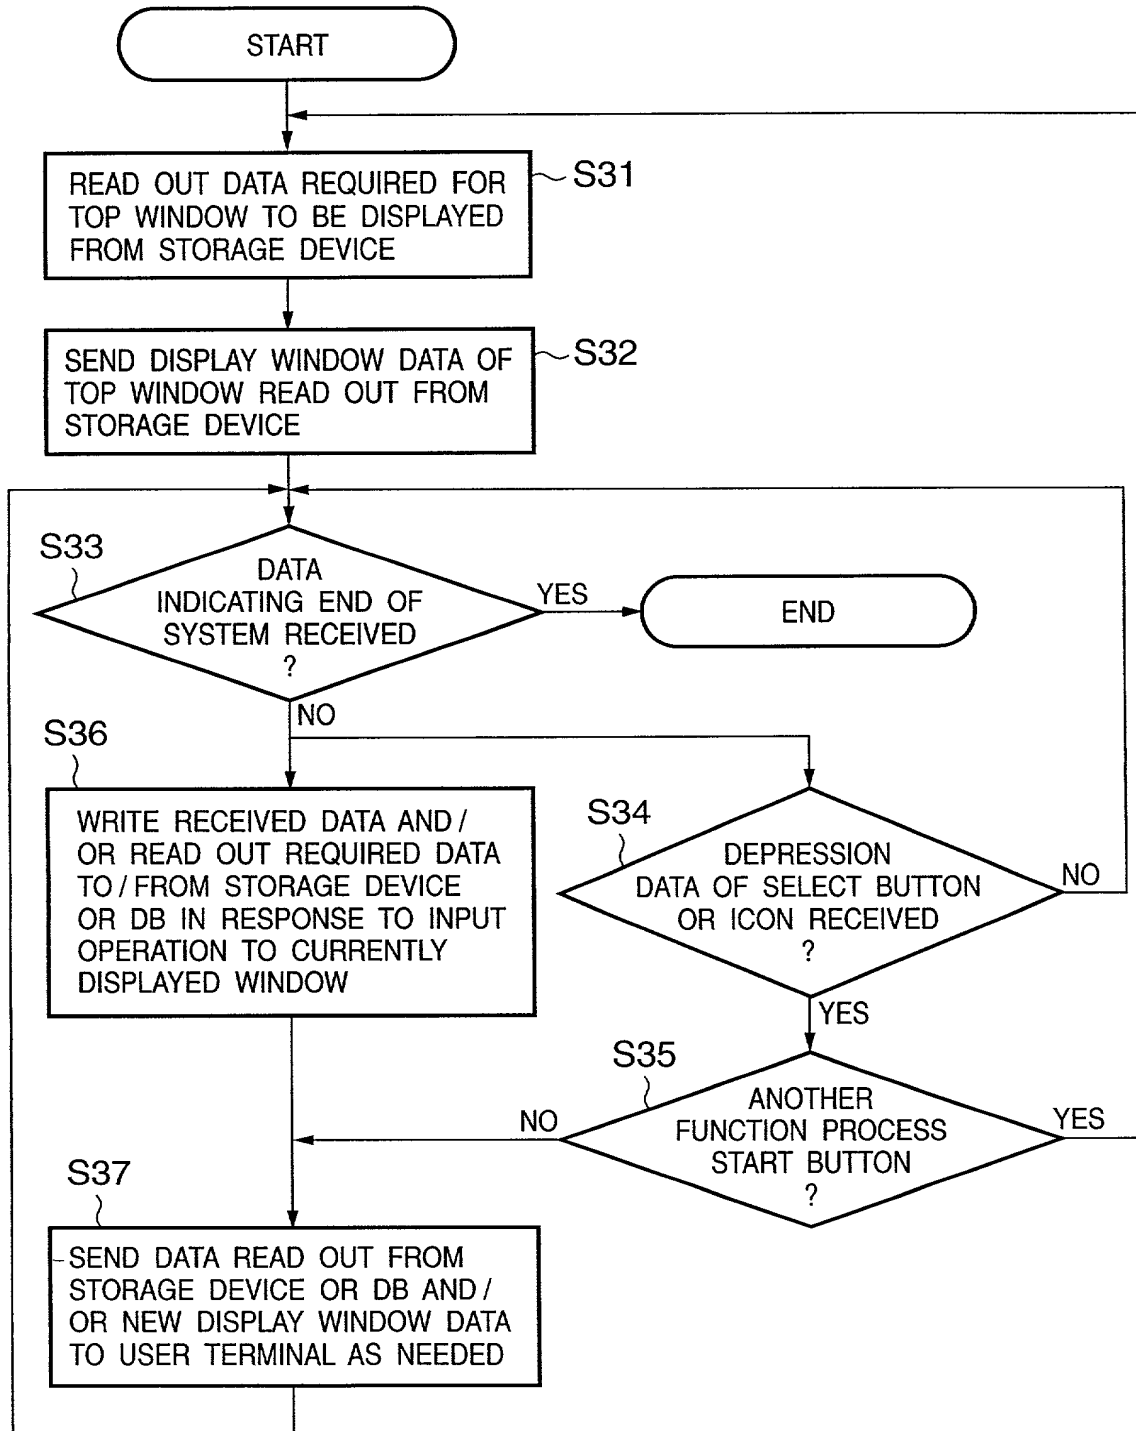 START
S31
READ OUT DATA REQUIRED FOR
TOP WINDOW TO BE DISPLAYED
FROM STORAGE DEVICE
S32
SEND DISPLAY WINDOW DATA OF
TOP WINDOW READ OUT FROM
STORAGE DEVICE
S33
DATA
INDICATING END OF
SYSTEM RECEIVED
?
YES
END
NO
S36
WRITE RECEIVED DATA AND /
OR READ OUT REQUIRED DATA
TO / FROM STORAGE DEVICE
OR DB IN RESPONSE TO INPUT
OPERATION TO CURRENTLY
DISPLAYED WINDOW
S34
DEPRESSION
DATA OF SELECT BUTTON
OR ICON RECEIVED
?
NO
YES
S35
ANOTHER
FUNCTION PROCESS
START BUTTON
?
NO
YES
S37
SEND DATA READ OUT FROM
STORAGE DEVICE OR DB AND /
OR NEW DISPLAY WINDOW DATA
TO USER TERMINAL AS NEEDED